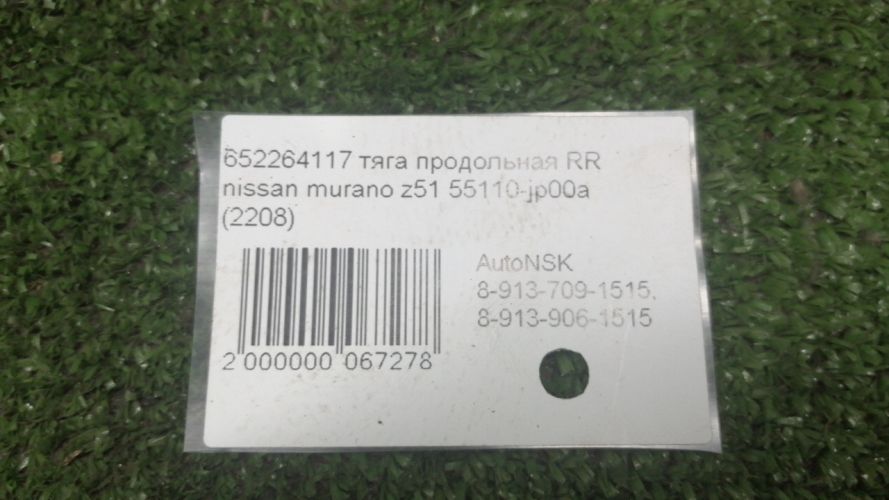 652264117 тяга продольная RR
nissan murano z51 55110-jp00a
(2208)
AutoNSK
8-913-709-1515,
8-913-906-1515
2 000000 067278